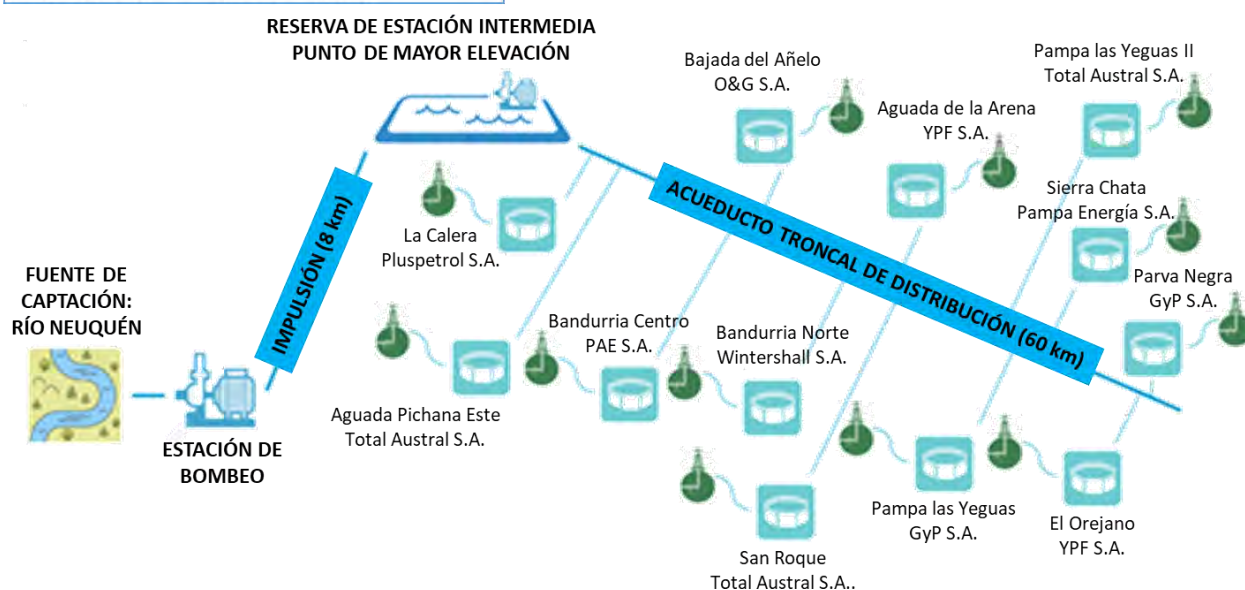 RESERVA DE ESTACIÓN INTERMEDIA
PUNTO DE MAYOR ELEVACIÓN
Bajada del Añelo
O&G S.A.
Pampa las Yeguas II
Total Austral S.A.
Aguada de la Arena
YPF S.A.
Sierra Chata
Pampa Energía S.A.
La Calera
Pluspetrol S.A.
IMPULSIÓN (8 km)
ACUEDUCTO TRONCAL DE DISTRIBUCIÓN (60 km)
Parva Negra
GyP S.A.
FUENTE DE
CAPTACIÓN:
RÍO NEUQUÉN
Bandurria Centro
PAE S.A.
Bandurria Norte
Wintershall S.A.
Aguada Pichana Este
Total Austral S.A.
ESTACIÓN DE
BOMBEO
Pampa las Yeguas
GyP S.A.
El Orejano
YPF S.A.
San Roque
Total Austral S.A..